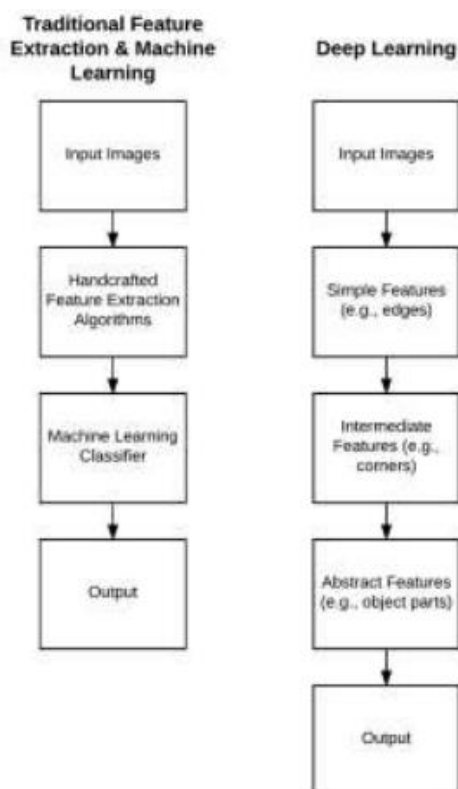 Traditional Feature
Extraction & Machine
Learning
Input Images
Handcrafted
Feature Extraction
Algorithms
Machine Learning
Classifier
Output
Deep Learning
Input Images
Simple Features
(e.g., edges)
Intermediate
Features (e.g.,
corners)
Abstract Features
(e.g., object parts)
Output